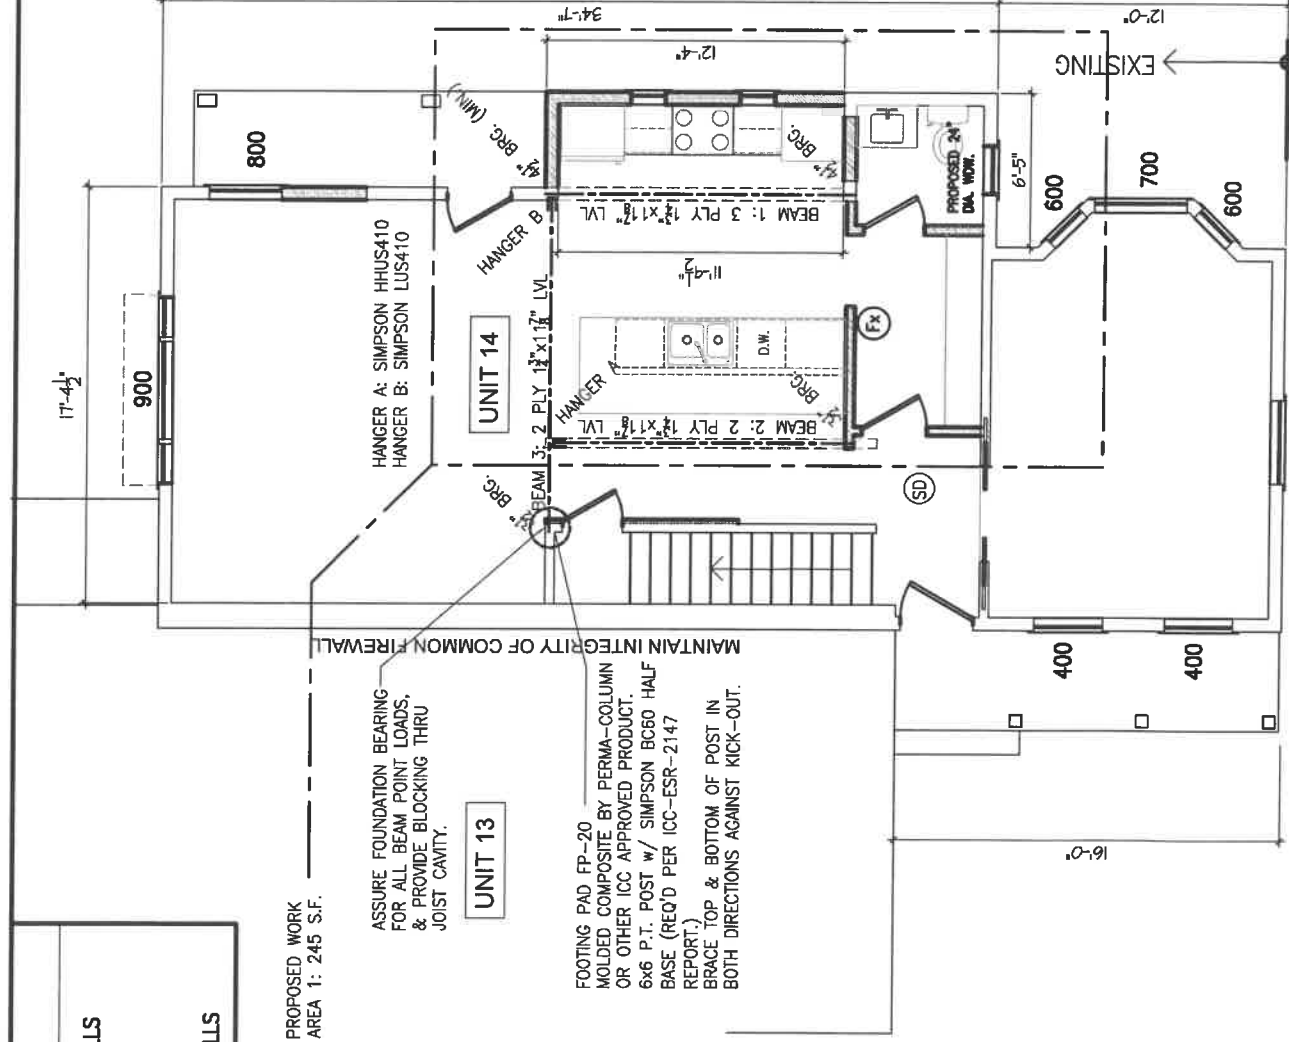 34'-7"
12'-0"
12'-4"
EXISTING
BRG. (MIN.)
800
BRG.
PROPOSED 24"
DIA. WDW.
6'-5"
600
700
600
BEAM 1: 3 PLY 1¾"x11⅞" LVL
HANGER B
11'-4½"
17'-4½"
900
HANGER A: SIMPSON HHUS410
HANGER B: SIMPSON LUS410
UNIT 14
BEAM 3: 2 PLY 1¾"x11⅞" LVL
HANGER A
D.W.
Fx
BRG.
BEAM 2: 2 PLY 1¾"x11⅞" LVL
BRG.
SD
MAINTAIN INTEGRITY OF COMMON FIREWALL
400
400
ASSURE FOUNDATION BEARING
FOR ALL BEAM POINT LOADS,
& PROVIDE BLOCKING THRU
JOIST CAVITY.
UNIT 13
FOOTING PAD FP-20
MOLDED COMPOSITE BY PERMA-COLUMN
OR OTHER ICC APPROVED PRODUCT.
6x6 P.T. POST w/ SIMPSON BC60 HALF
BASE (REQ'D PER ICC-ESR-2147
REPORT.)
BRACE TOP & BOTTOM OF POST IN
BOTH DIRECTIONS AGAINST KICK-OUT.
16'-0"
PROPOSED WORK
AREA 1: 245 S.F.
LLS
LLS